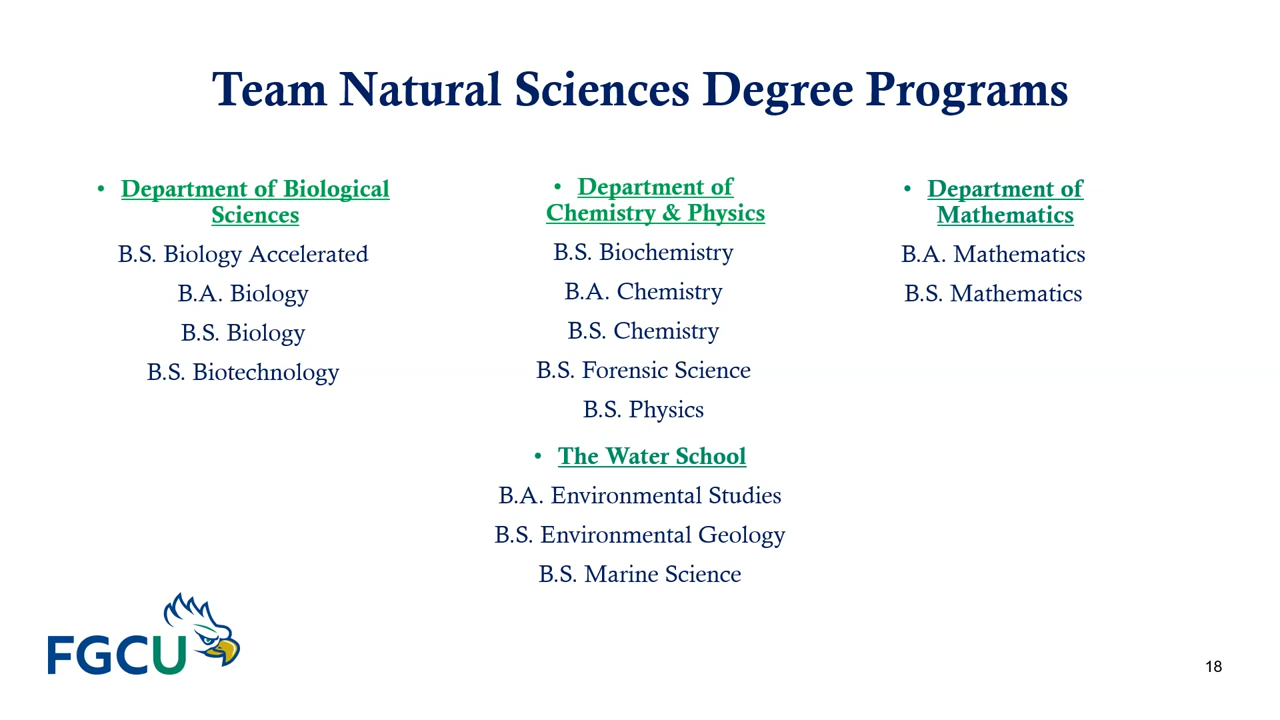 Team Natural Sciences Degree Programs
• Department of Biological
Sciences
B.S. Biology Accelerated
B.A. Biology
B.S. Biology
B.S. Biotechnology
• Department of
Chemistry & Physics
B.S. Biochemistry
B.A. Chemistry
B.S. Chemistry
B.S. Forensic Science
B.S. Physics
• The Water School
B.A. Environmental Studies
B.S. Environmental Geology
B.S. Marine Science
• Department of
Mathematics
B.A. Mathematics
B.S. Mathematics
FGCU
18